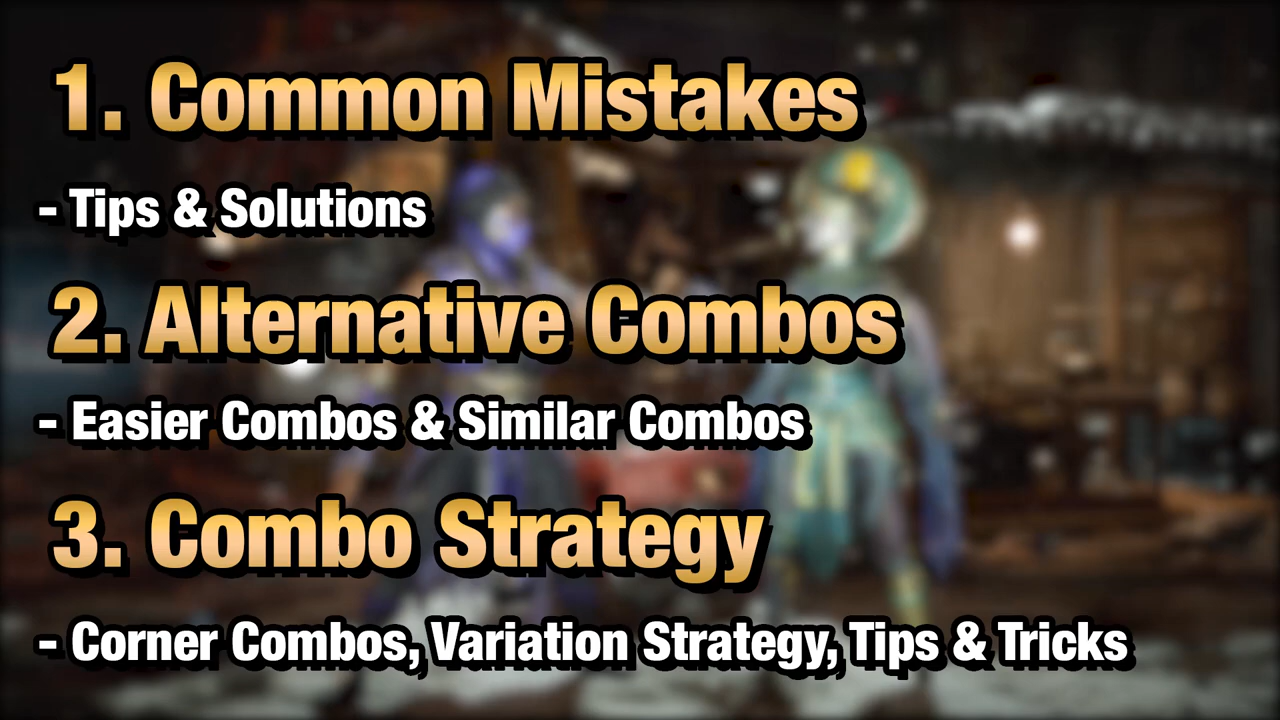 1. Common Mistakes
- Tips & Solutions
2. Alternative Combos
- Easier Combos & Similar Combos
3. Combo Strategy
- Corner Combos, Variation Strategy, Tips & Tricks